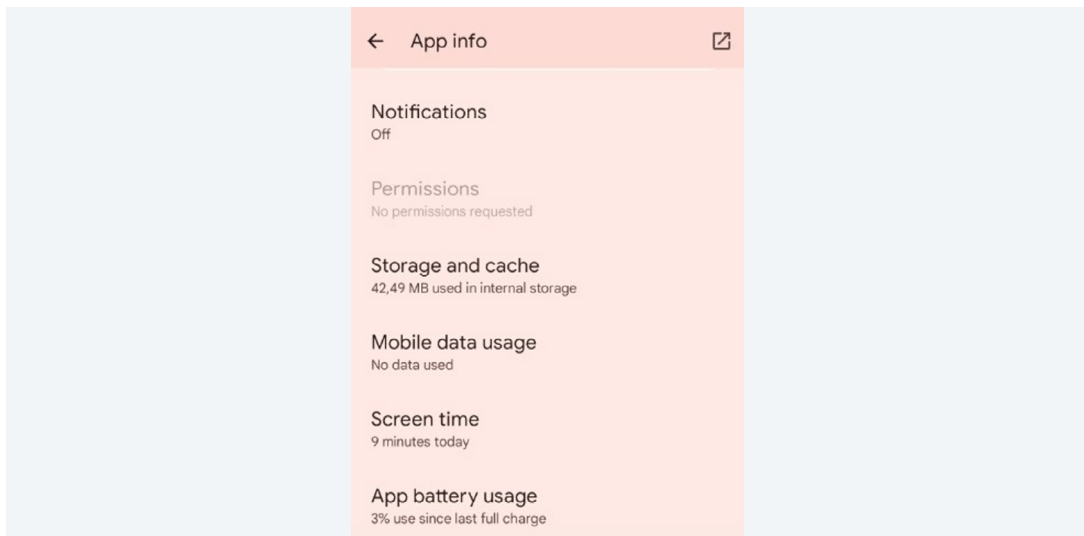 App info
Notifications
Off
Permissions
No permissions requested
Storage and cache
42,49 MB used in internal storage
Mobile data usage
No data used
Screen time
9 minutes today
App battery usage
3% use since last full charge